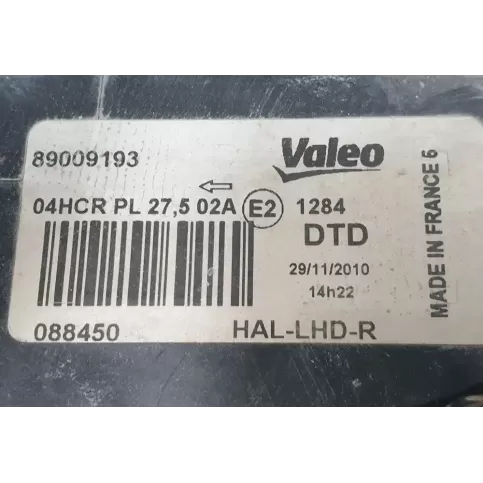 89009193
Valeo
04HCR PL 27,5 02A E2 1284
DTD
29/11/2010
14h22
088450 HAL-LHD-R
MADE IN FRANCE 6